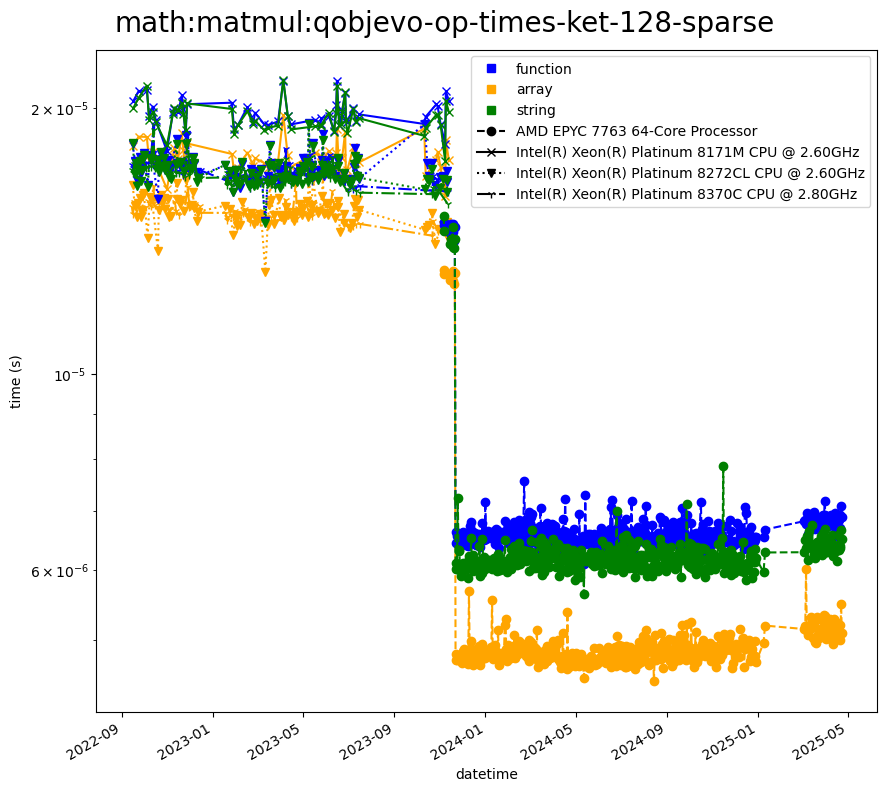 math:matmul:qobjevo-op-times-ket-128-sparse
function
array
string
AMD EPYC 7763 64-Core Processor
Intel(R) Xeon(R) Platinum 8171M CPU @ 2.60GHz
Intel(R) Xeon(R) Platinum 8272CL CPU @ 2.60GHz
Intel(R) Xeon(R) Platinum 8370C CPU @ 2.80GHz
2 × 10⁻⁵
10⁻⁵
6 × 10⁻⁶
time (s)
2022-09
2023-01
2023-05
2023-09
2024-01
2024-05
2024-09
2025-01
2025-05
datetime